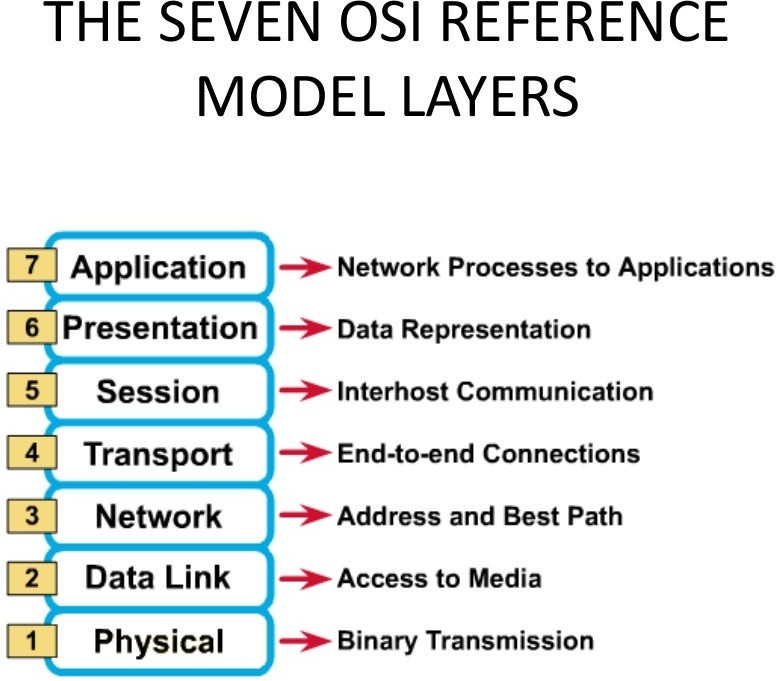 THE SEVEN OSI REFERENCE
MODEL LAYERS
7 Application Network Processes to Applications
6 Presentation Data Representation
5 Session Interhost Communication
4 Transport End-to-end Connections
3 Network Address and Best Path
2 Data Link Access to Media
1 Physical Binary Transmission